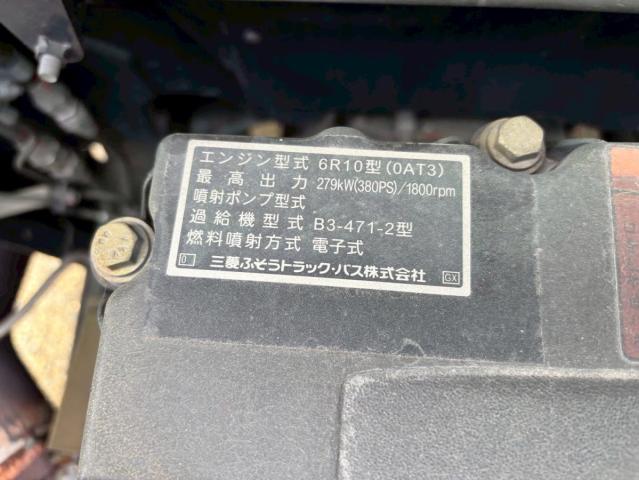 エンジン型式 6R10型(0AT3)
最高出力 279kW(380PS)/1800rpm
噴射ポンプ型式
過給機型式 B3-471-2型
燃料噴射方式 電子式
0 三菱ふそうトラック・バス株式会社 GX